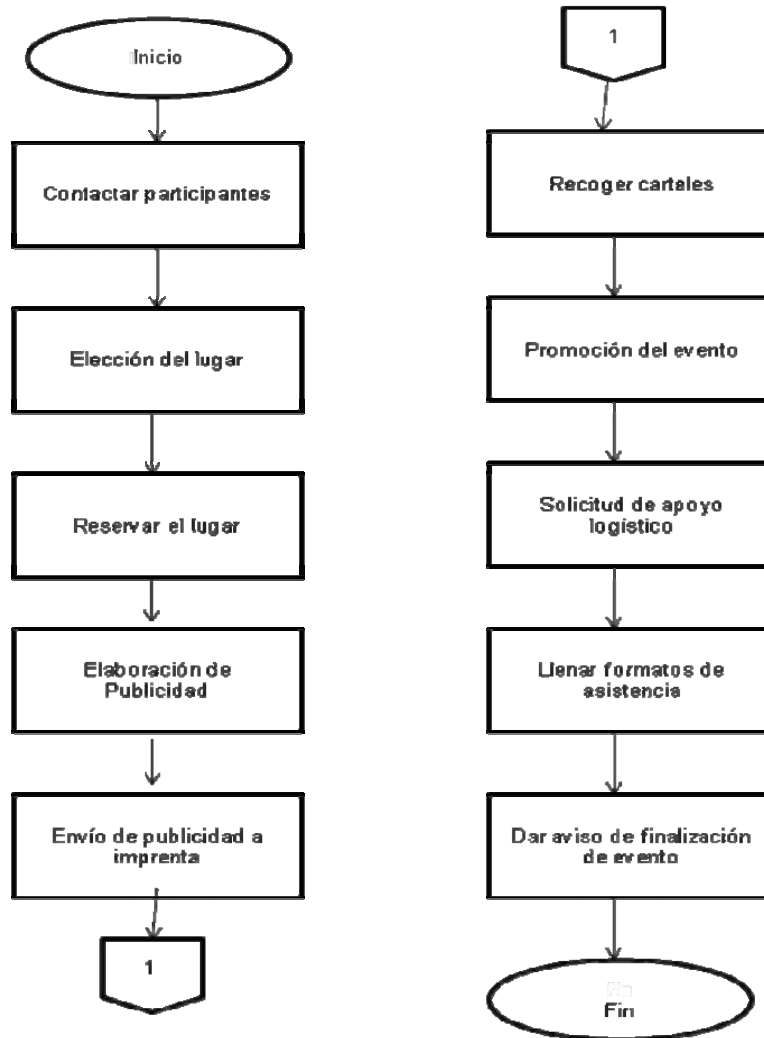 Inicio
Contactar participantes
Elección del lugar
Reservar el lugar
Elaboración de
Publicidad
Envío de publicidad a
imprenta
1
1
Recoger carteles
Promoción del evento
Solicitud de apoyo
logístico
Llenar formatos de
asistencia
Dar aviso de finalización
de evento
Fin